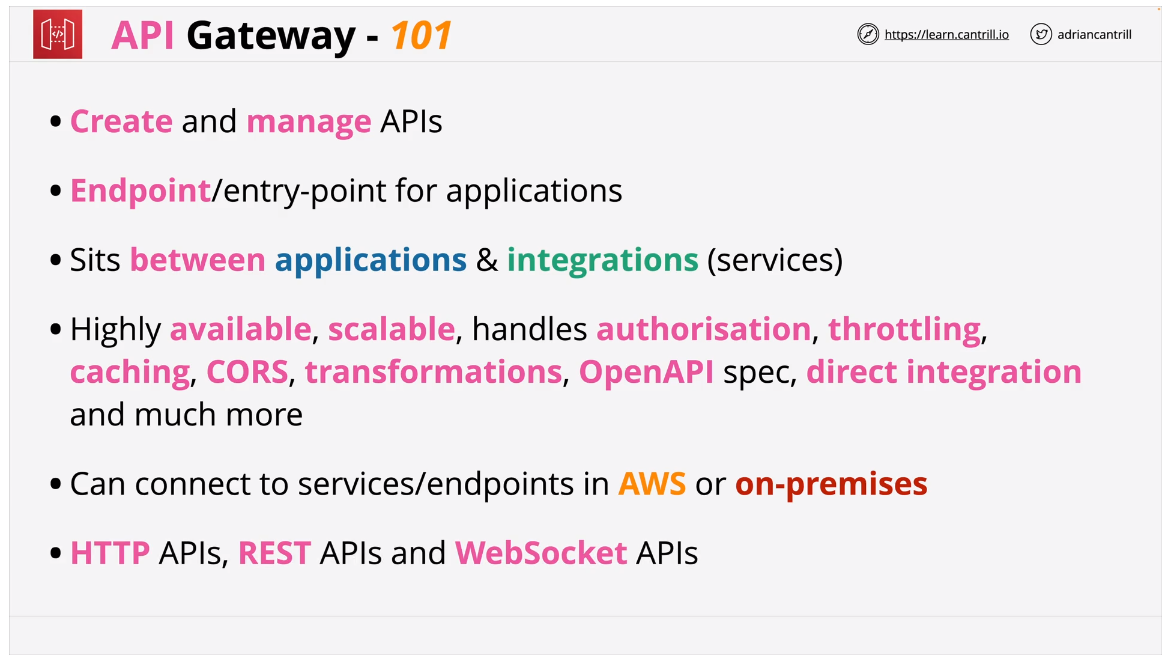 API Gateway - 101
https://learn.cantrill.io
adriancantrill
• Create and manage APIs
• Endpoint/entry-point for applications
• Sits between applications & integrations (services)
• Highly available, scalable, handles authorisation, throttling,
caching, CORS, transformations, OpenAPI spec, direct integration
and much more
• Can connect to services/endpoints in AWS or on-premises
• HTTP APIs, REST APIs and WebSocket APIs